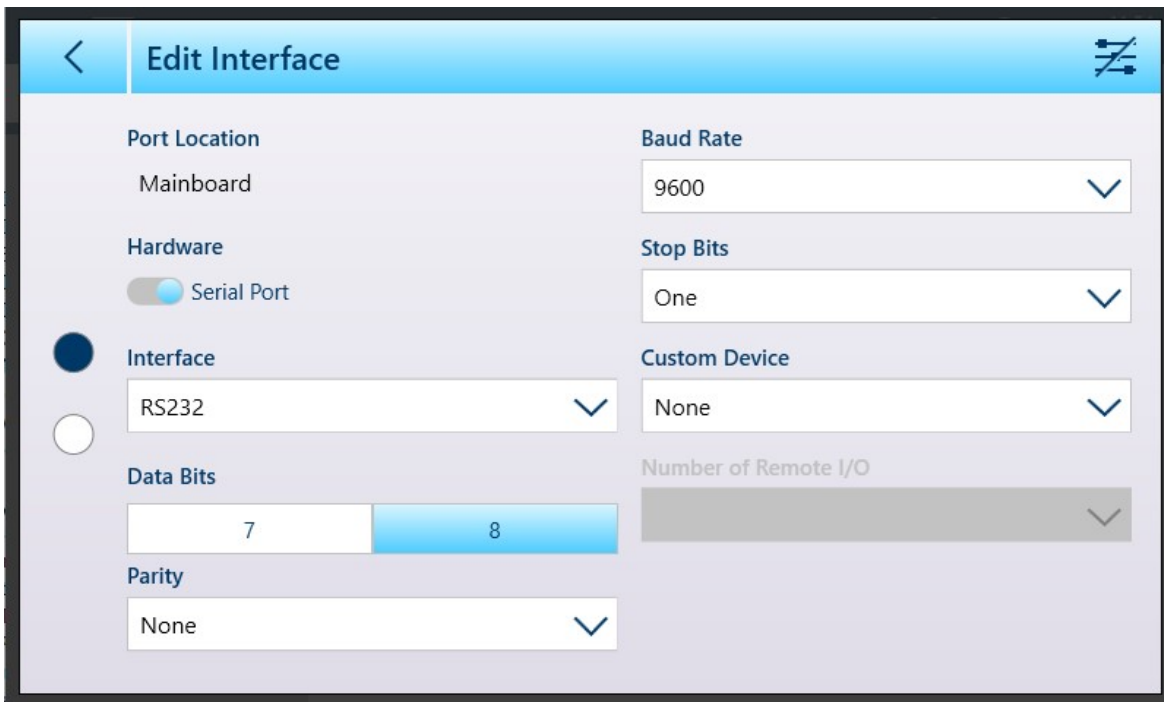 Edit Interface
Port Location
Mainboard
Hardware
Serial Port
Interface
RS232
Data Bits
7 8
Parity
None
Baud Rate
9600
Stop Bits
One
Custom Device
None
Number of Remote I/O